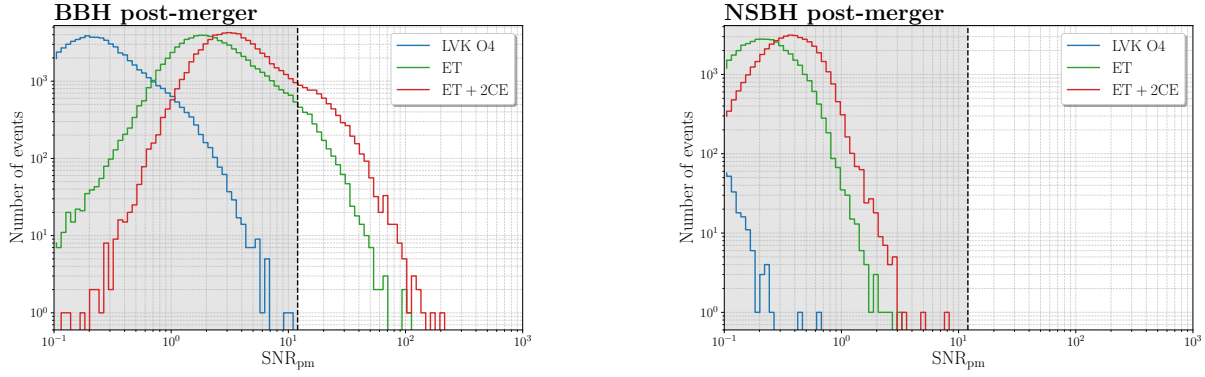 BBH post-merger
Number of events
10^3
10^2
10^1
10^0
10^{-1}
10^0
10^1
10^2
10^3
SNR_pm
LVK O4
ET
ET + 2CE
NSBH post-merger
Number of events
10^3
10^2
10^1
10^0
10^{-1}
10^0
10^1
10^2
10^3
SNR_pm
LVK O4
ET
ET + 2CE